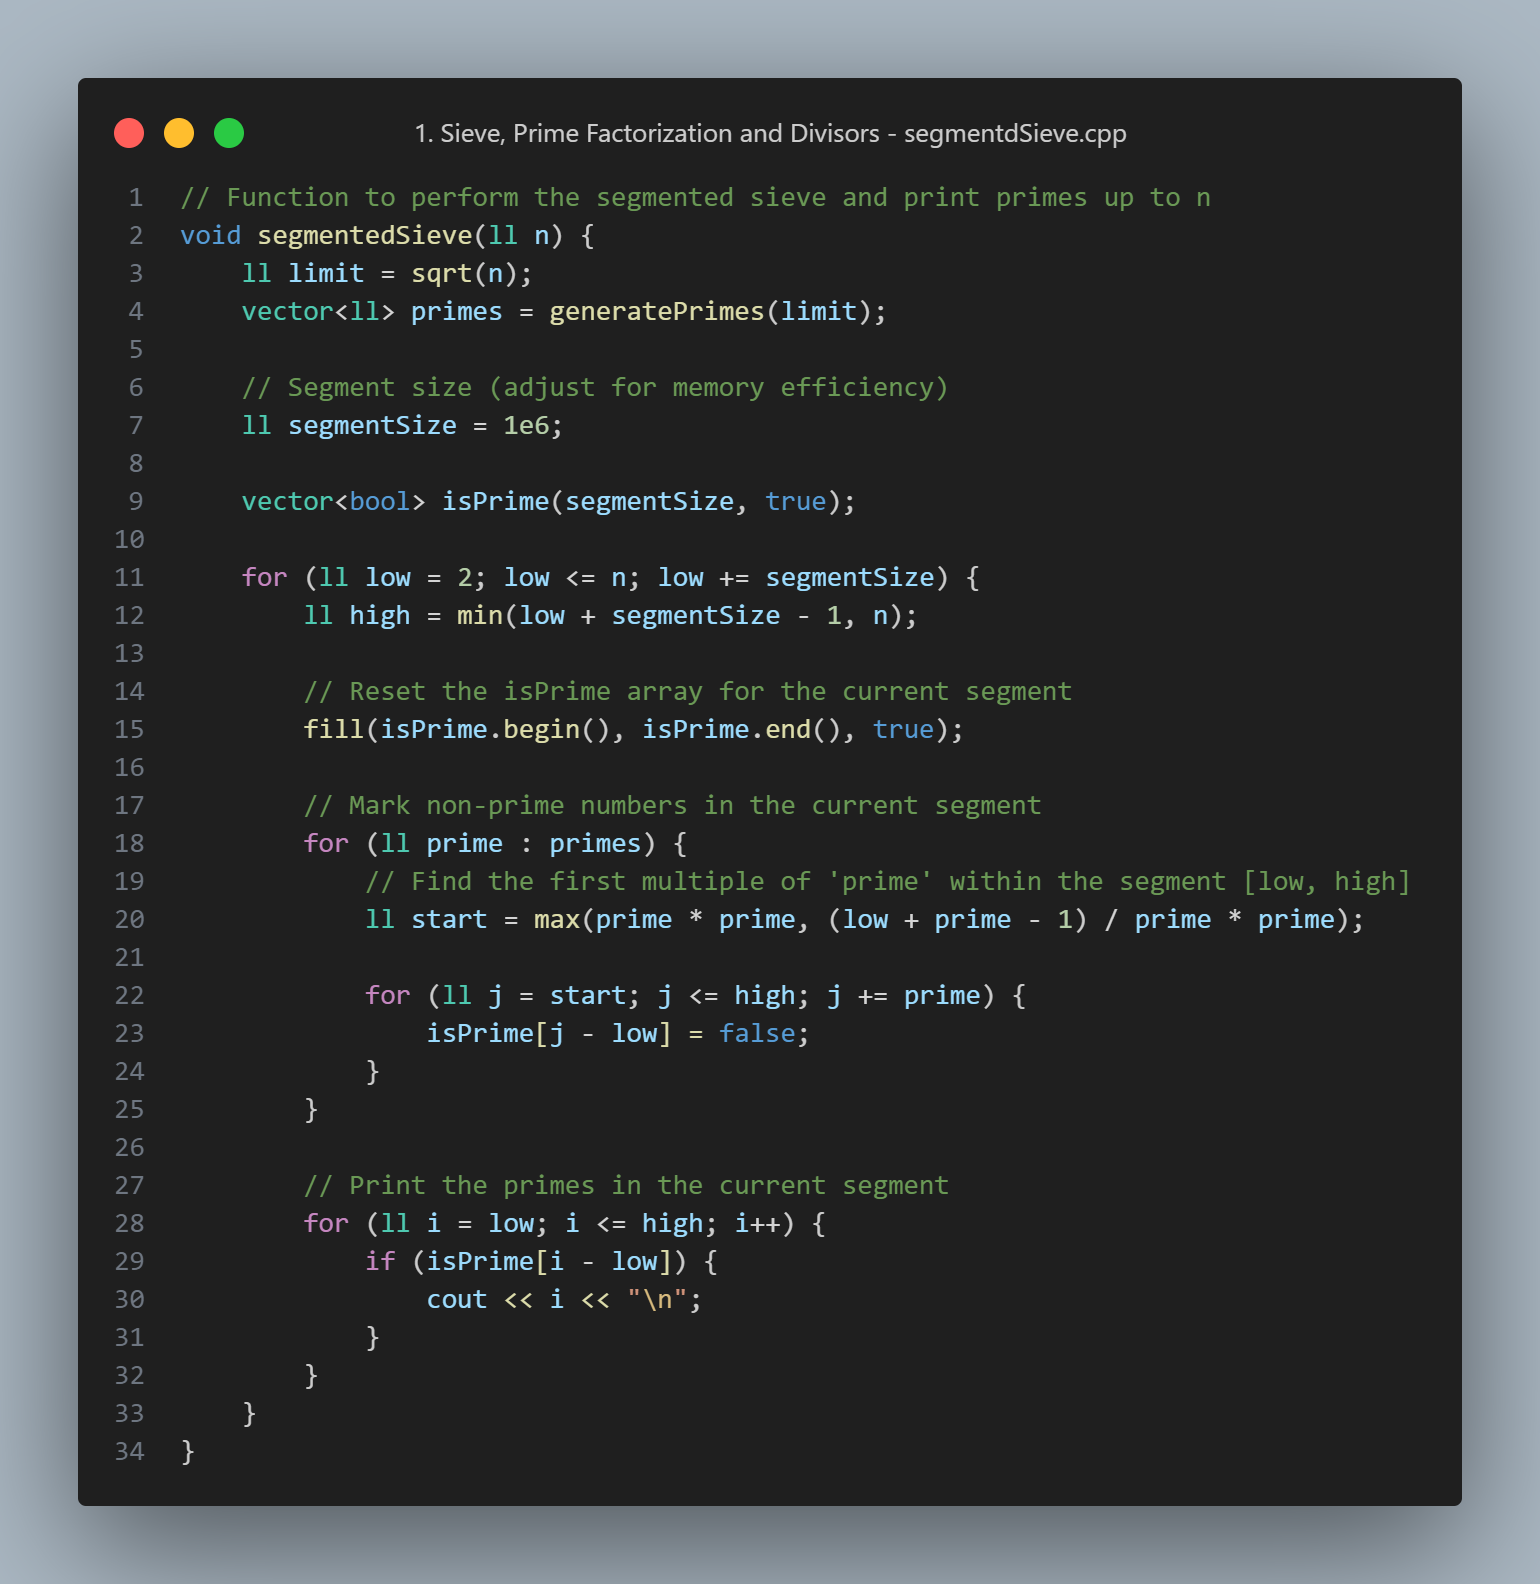 1. Sieve, Prime Factorization and Divisors - segmentdSieve.cpp
1 // Function to perform the segmented sieve and print primes up to n
2 void segmentedSieve(ll n) {
3     ll limit = sqrt(n);
4     vector<ll> primes = generatePrimes(limit);
5
6     // Segment size (adjust for memory efficiency)
7     ll segmentSize = 1e6;
8
9     vector<bool> isPrime(segmentSize, true);
10
11     for (ll low = 2; low <= n; low += segmentSize) {
12         ll high = min(low + segmentSize - 1, n);
13
14         // Reset the isPrime array for the current segment
15         fill(isPrime.begin(), isPrime.end(), true);
16
17         // Mark non-prime numbers in the current segment
18         for (ll prime : primes) {
19             // Find the first multiple of 'prime' within the segment [low, high]
20             ll start = max(prime * prime, (low + prime - 1) / prime * prime);
21
22             for (ll j = start; j <= high; j += prime) {
23                 isPrime[j - low] = false;
24             }
25         }
26
27         // Print the primes in the current segment
28         for (ll i = low; i <= high; i++) {
29             if (isPrime[i - low]) {
30                 cout << i << "\n";
31             }
32         }
33     }
34 }